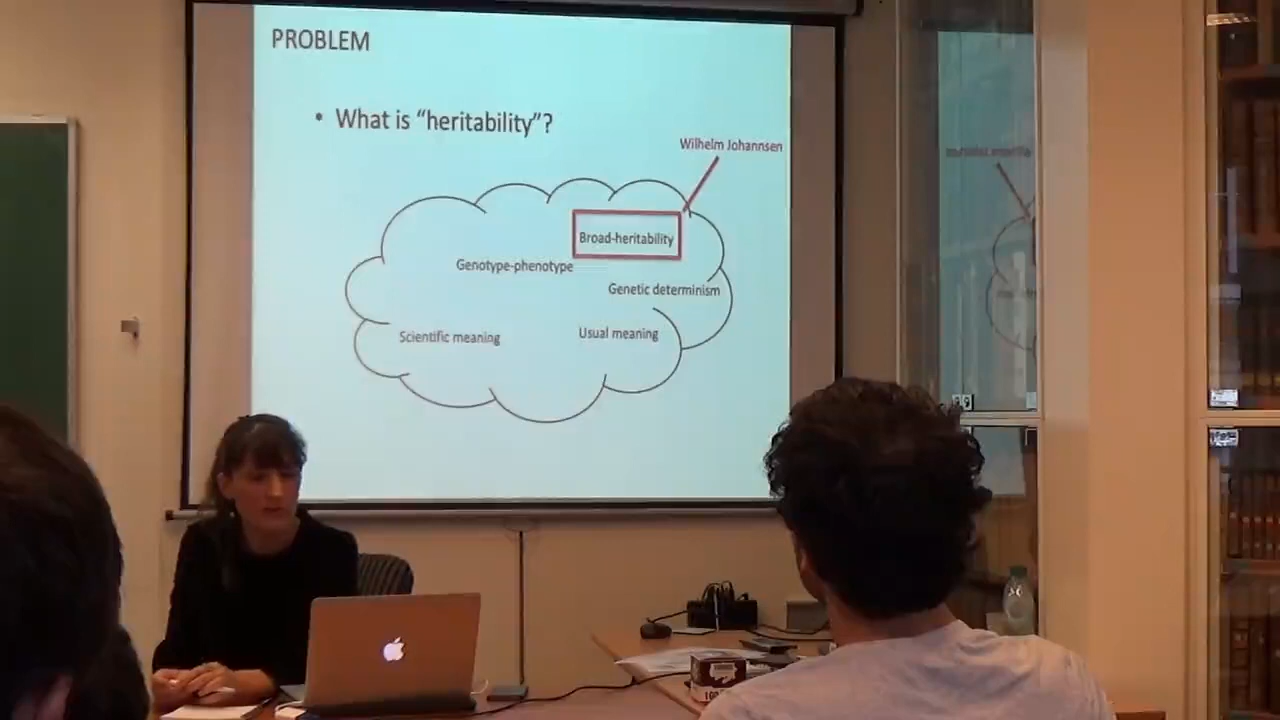 PROBLEM
• What is “heritability”?
Wilhelm Johannsen
Broad-heritability
Genotype-phenotype
Genetic determinism
Scientific meaning
Usual meaning